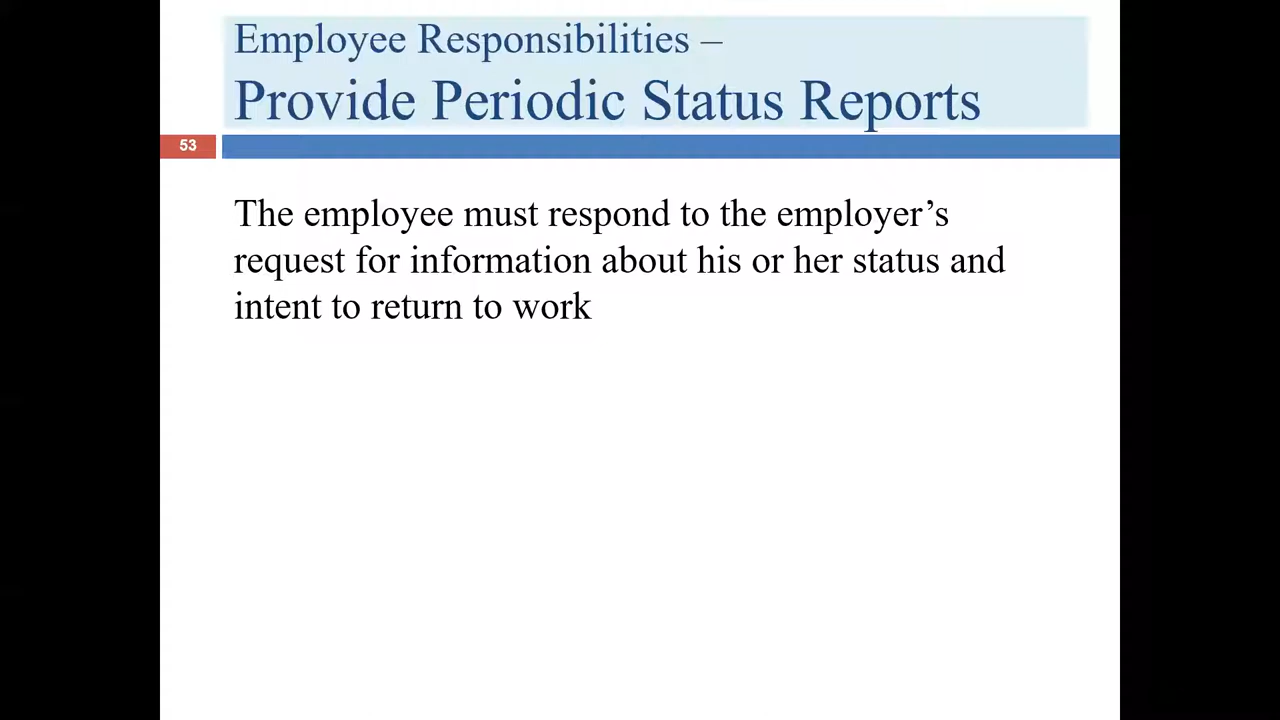 Employee Responsibilities –
Provide Periodic Status Reports
53
The employee must respond to the employer’s
request for information about his or her status and
intent to return to work